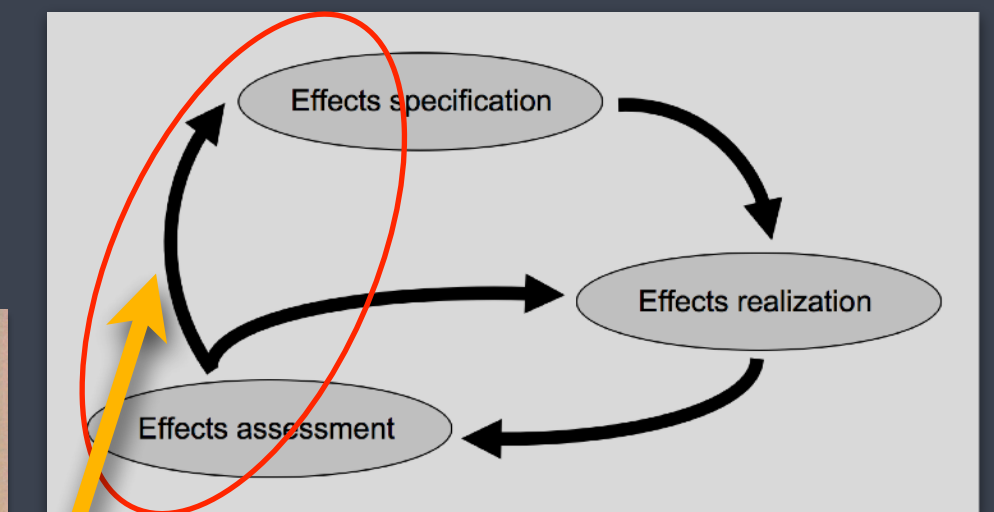 Effects specification
Effects realization
Effects assessment